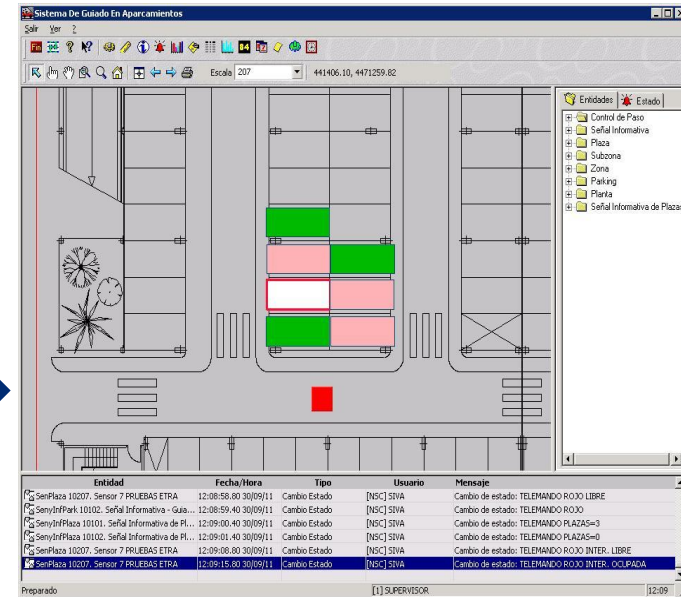 Sistema De Guiado En Aparcamientos
Salir Ver ?
Fin 84
Escala 207 441406.10, 4471259.82
Entidades Estado
Control de Paso
Señal Informativa
Plaza
Subzona
Zona
Parking
Planta
Señal Informativa de Plazas
Entidad Fecha/Hora Tipo Usuario Mensaje
SenPlaza 10207. Sensor 7 PRUEBAS ETRA 12:08:58.80 30/09/11 Cambio Estado [NSC] SIVA Cambio de estado: TELEMANDO ROJO LIBRE
SenyInfPark 10102. Señal Informativa - Guia... 12:08:59.40 30/09/11 Cambio Estado [NSC] SIVA Cambio de estado: TELEMANDO ROJO
SenyInfPlaza 10101. Señal Informativa de Pl... 12:09:00.40 30/09/11 Cambio Estado [NSC] SIVA Cambio de estado: TELEMANDO PLAZAS=3
SenyInfPlaza 10102. Señal Informativa de Pl... 12:09:01.40 30/09/11 Cambio Estado [NSC] SIVA Cambio de estado: TELEMANDO PLAZAS=0
SenPlaza 10207. Sensor 7 PRUEBAS ETRA 12:09:08.80 30/09/11 Cambio Estado [NSC] SIVA Cambio de estado: TELEMANDO ROJO INTER. LIBRE
SenPlaza 10207. Sensor 7 PRUEBAS ETRA 12:09:15.80 30/09/11 Cambio Estado [NSC] SIVA Cambio de estado: TELEMANDO ROJO INTER. OCUPADA
Preparado [1] SUPERVISOR 12:09